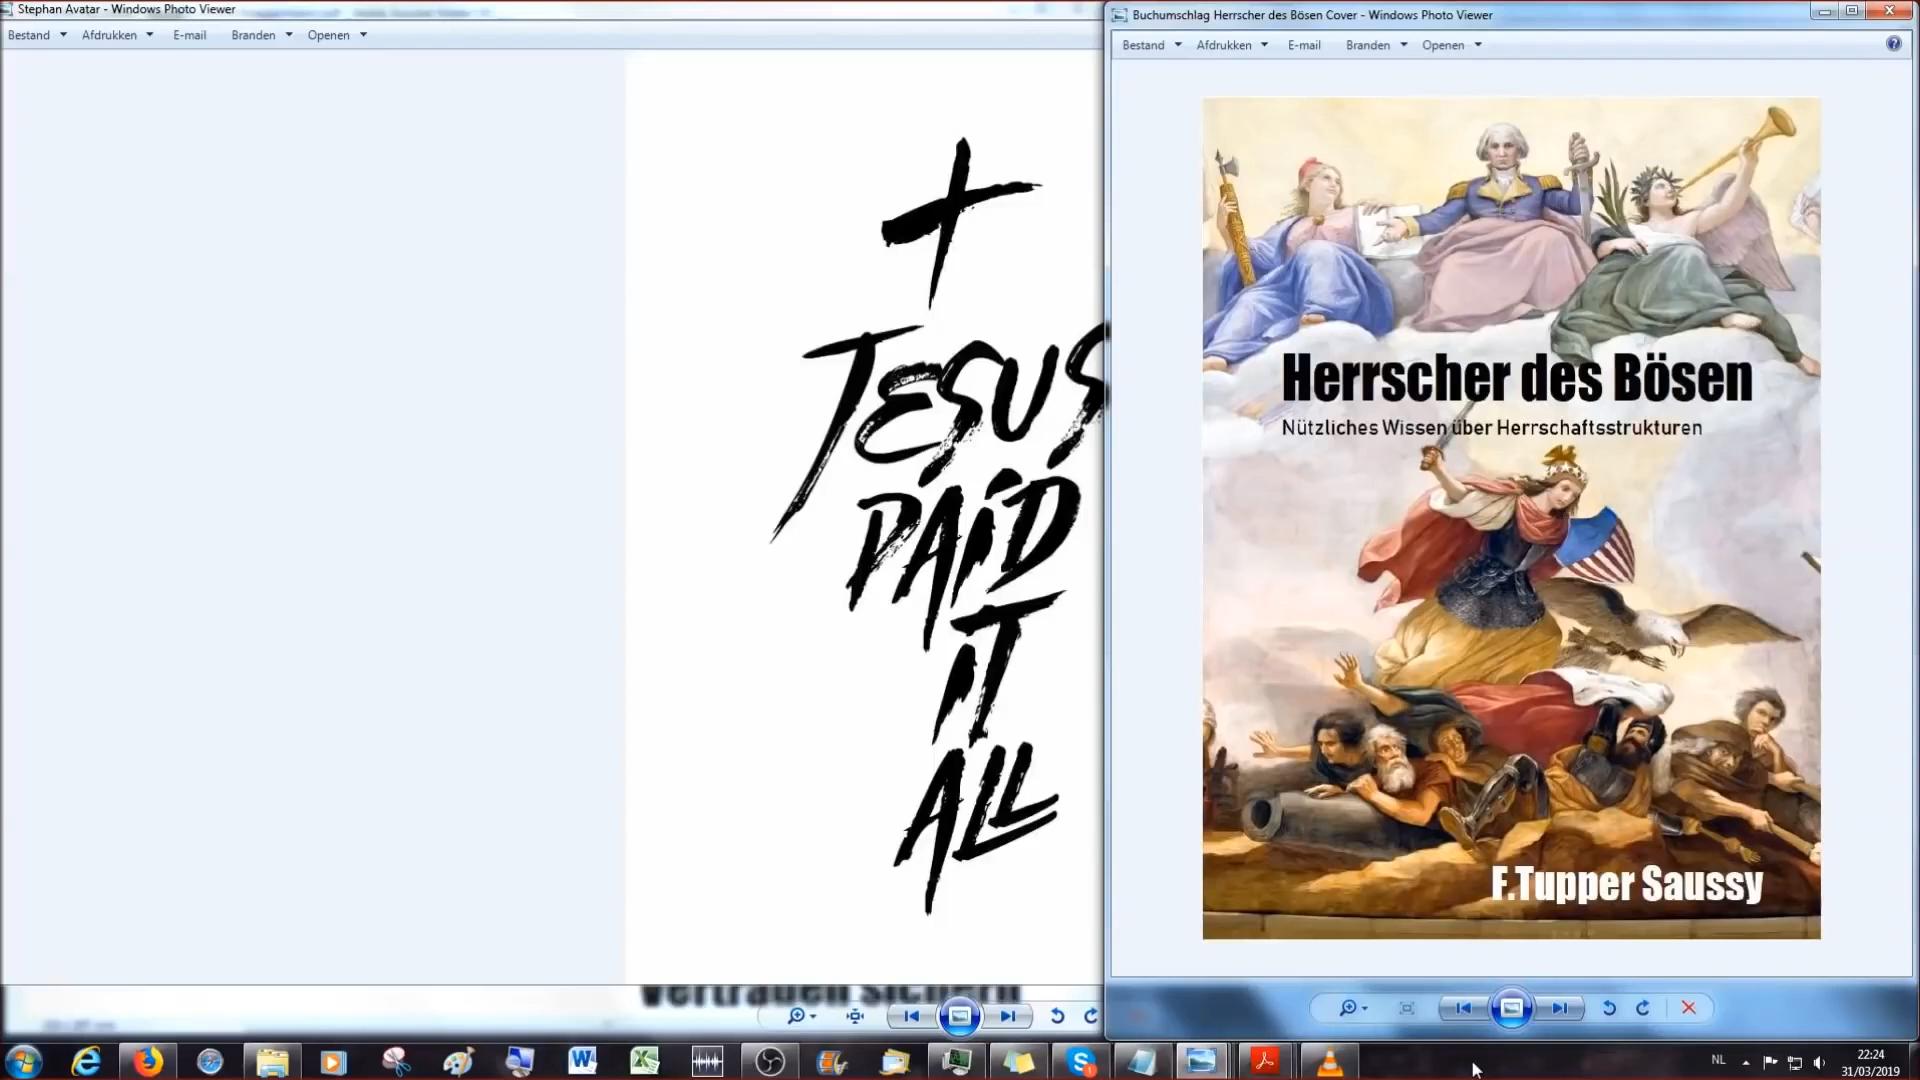 Stephan Avatar - Windows Photo Viewer
Bestand Afdrukken E-mail Branden Openen
JESUS
PAID
IT
ALL
Vertrauen sichern
Buchumschlag Herrscher des Bösen Cover - Windows Photo Viewer
Bestand Afdrukken E-mail Branden Openen
Herrscher des Bösen
Nützliches Wissen über Herrschaftsstrukturen
F.Tupper Saussy
NL
22:24
31/03/2019